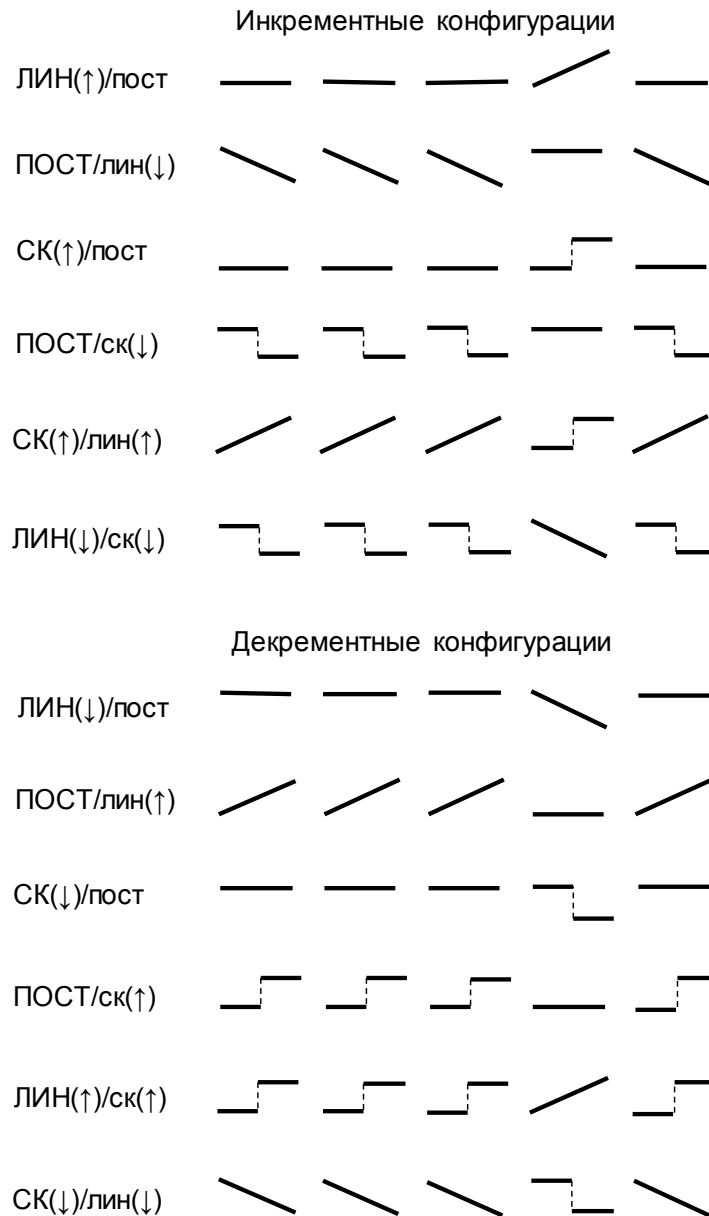 Инкрементные конфигурации
ЛИН(↑)/пост
ПОСТ/лин(↓)
СК(↑)/пост
ПОСТ/ск(↓)
СК(↑)/лин(↑)
ЛИН(↓)/ск(↓)
Декрементные конфигурации
ЛИН(↓)/пост
ПОСТ/лин(↑)
СК(↓)/пост
ПОСТ/ск(↑)
ЛИН(↑)/ск(↑)
СК(↓)/лин(↓)